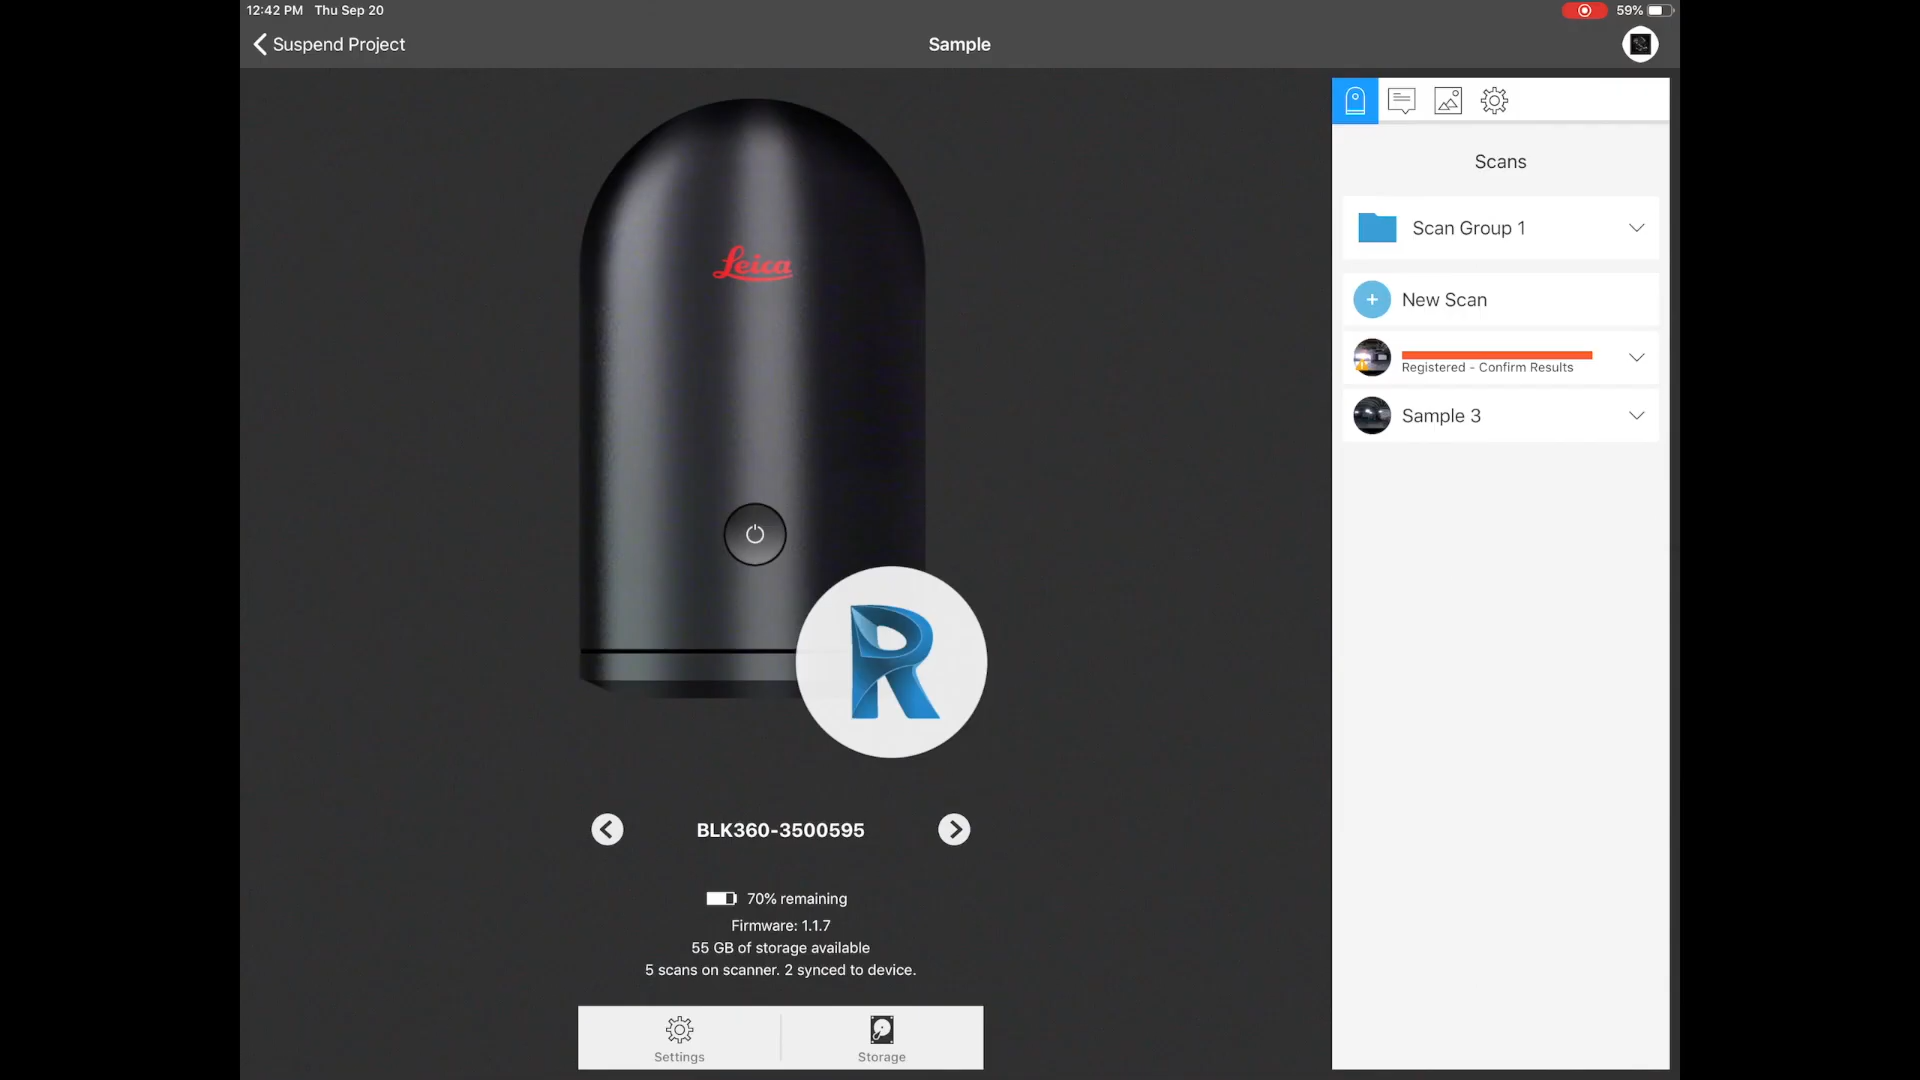 12:42 PM Thu Sep 20
59%
Suspend Project
Sample
Leica
Scans
Scan Group 1
New Scan
Registered - Confirm Results
Sample 3
R
BLK360-3500595
70% remaining
Firmware: 1.1.7
55 GB of storage available
5 scans on scanner. 2 synced to device.
Settings
Storage